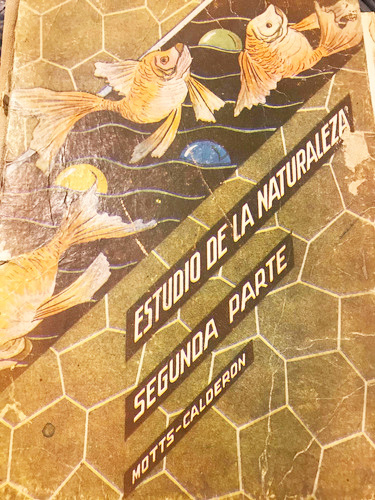 ESTUDIO DE LA NATURALEZA
SEGUNDA PARTE
MOTTS-CALDERON